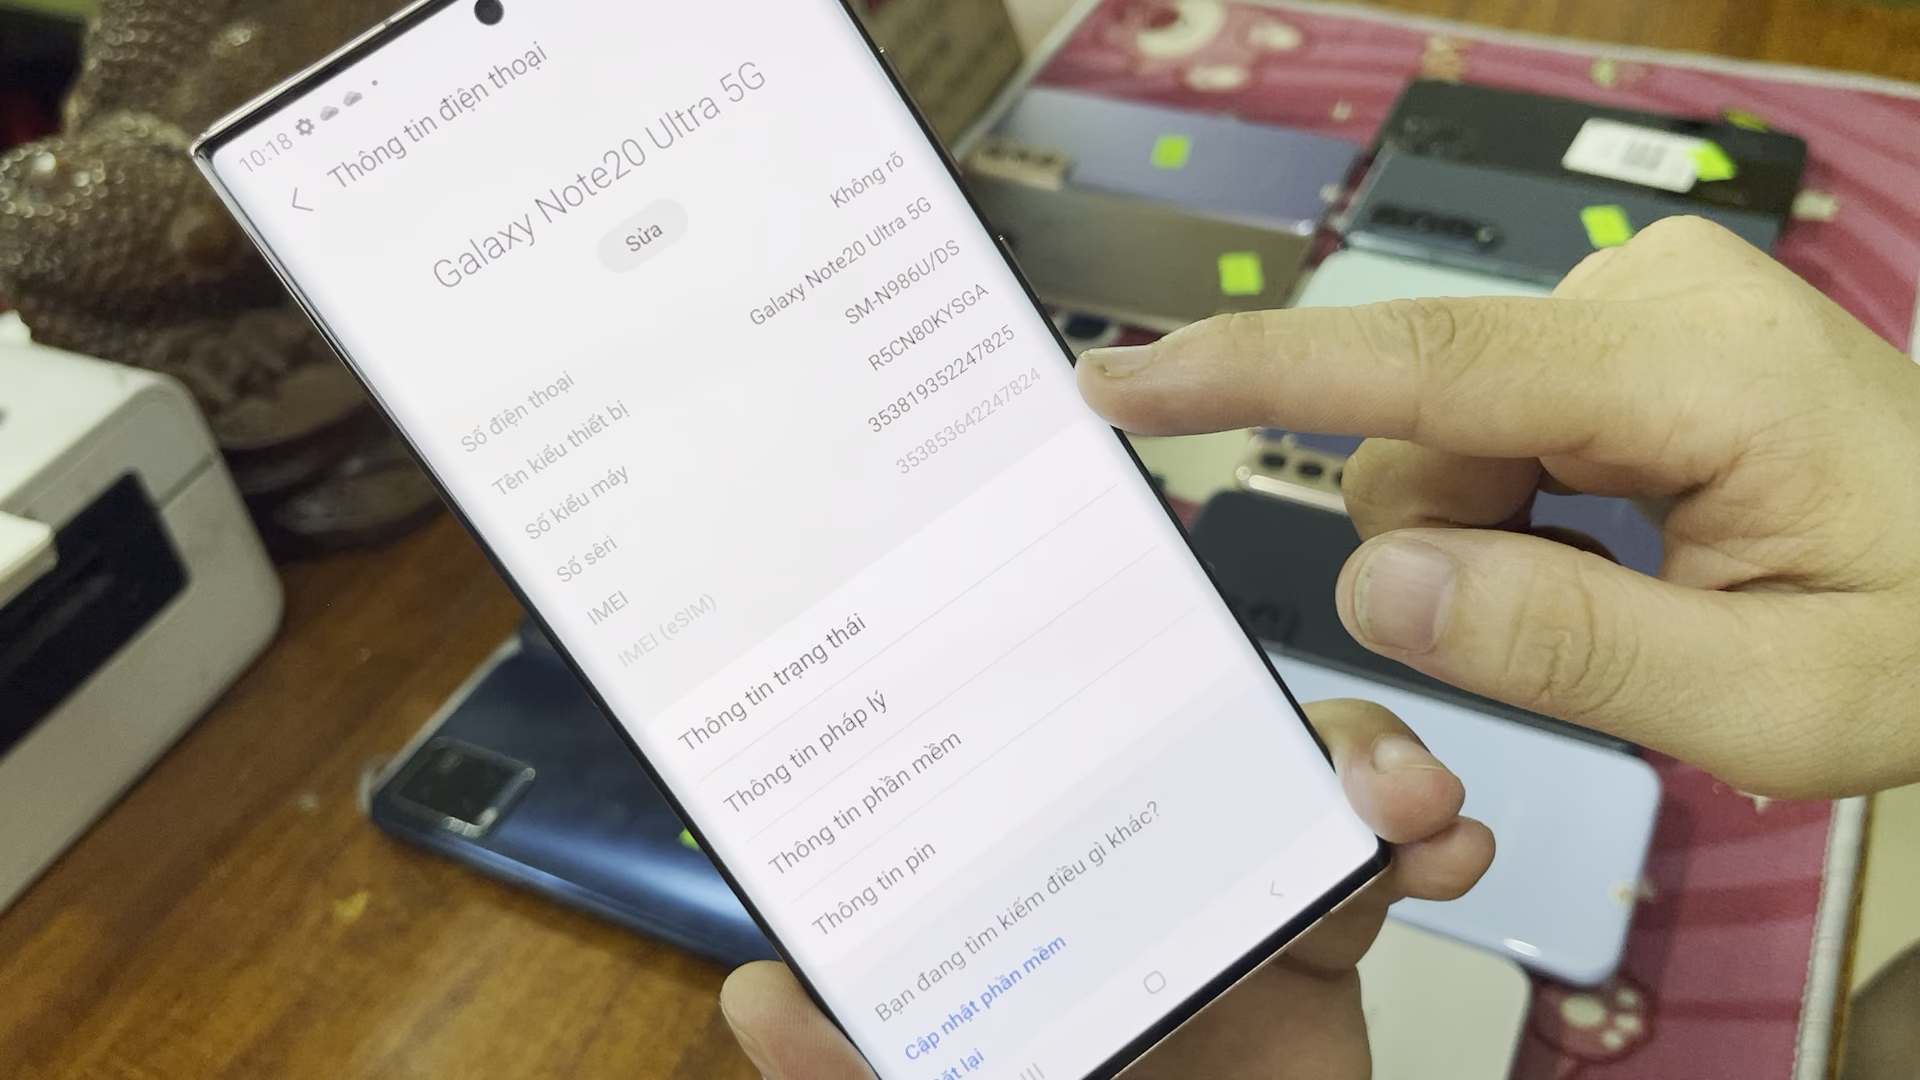 10:18
Thông tin điện thoại
Galaxy Note20 Ultra 5G
Sửa
Số điện thoại Không rõ
Tên kiểu thiết bị Galaxy Note20 Ultra 5G
Số kiểu máy SM-N986U/DS
Số sêri R5CN80KYSGA
IMEI 353819352247825
IMEI (eSIM) 353853642247824
Thông tin trạng thái
Thông tin pháp lý
Thông tin phần mềm
Thông tin pin
Bạn đang tìm kiếm điều gì khác?
Cập nhật phần mềm
lại